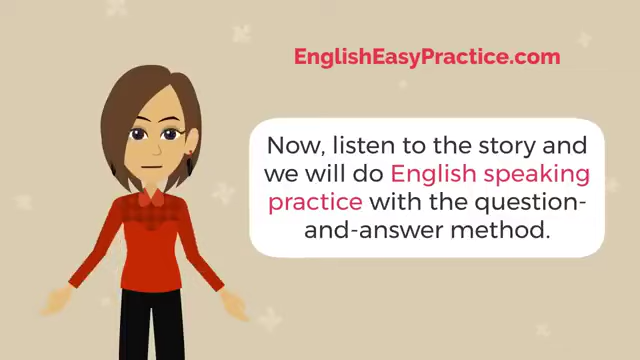 EnglishEasyPractice.com
Now, listen to the story and
we will do English speaking
practice with the question-
and-answer method.